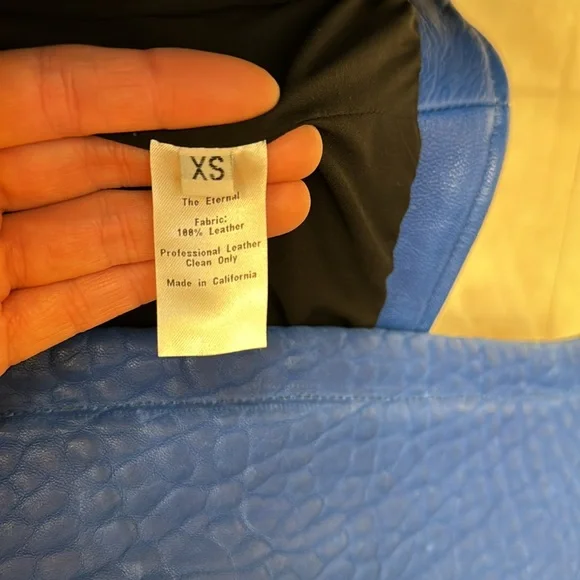 XS
The Eternal
Fabric:
100% Leather
Professional Leather
Clean Only
Made in California